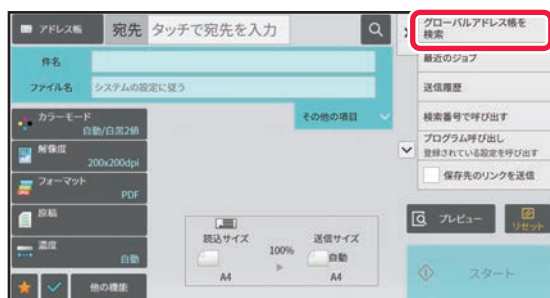 アドレス帳
宛先
タッチで宛先を入力
グローバルアドレス帳を
検索
件名
ファイル名
システムの設定に従う
その他の項目
最近のジョブ
送信履歴
検索番号で呼び出す
プログラム呼び出し
登録されている設定を呼び出す
保存先のリンクを送信
カラーモード
自動/白黒2値
解像度
200x200dpi
フォーマット
PDF
原稿
濃度
自動
他の機能
読込サイズ
A4
100%
送信サイズ
自動
A4
プレビュー
リセット
スタート